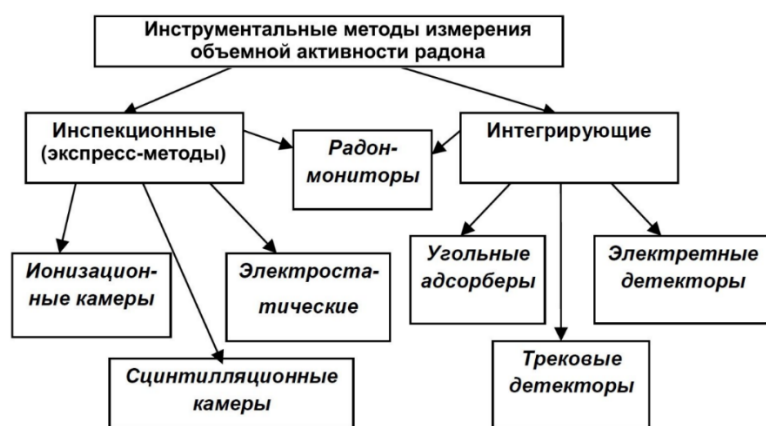 Инструментальные методы измерения
объемной активности радона
Инспекционные
(экспресс-методы)
Радон-
мониторы
Интегрирующие
Ионизацион-
ные камеры
Электроста-
тические
Угольные
адсорберы
Электретные
детекторы
Сцинтилляционные
камеры
Трековые
детекторы